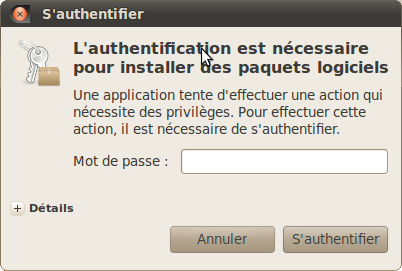 S'authentifier
L'authentification est nécessaire
pour installer des paquets logiciels
Une application tente d'effectuer une action qui
nécessite des privilèges. Pour effectuer cette
action, il est nécessaire de s'authentifier.
Mot de passe :
Détails
Annuler
S'authentifier